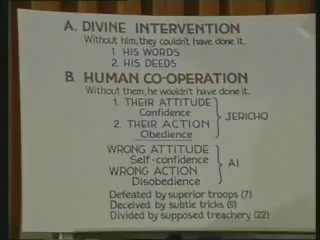 A. DIVINE INTERVENTION
Without him, they couldn't have done it.
1. HIS WORDS
2. HIS DEEDS
B. HUMAN CO-OPERATION
Without them, he wouldn't have done it.
1. THEIR ATTITUDE
Confidence
2. THEIR ACTION
Obedience
JERICHO
WRONG ATTITUDE
Self-confidence
WRONG ACTION
Disobedience
AI
Defeated by superior troops (7)
Deceived by subtle tricks (9)
Divided by supposed treachery (22)